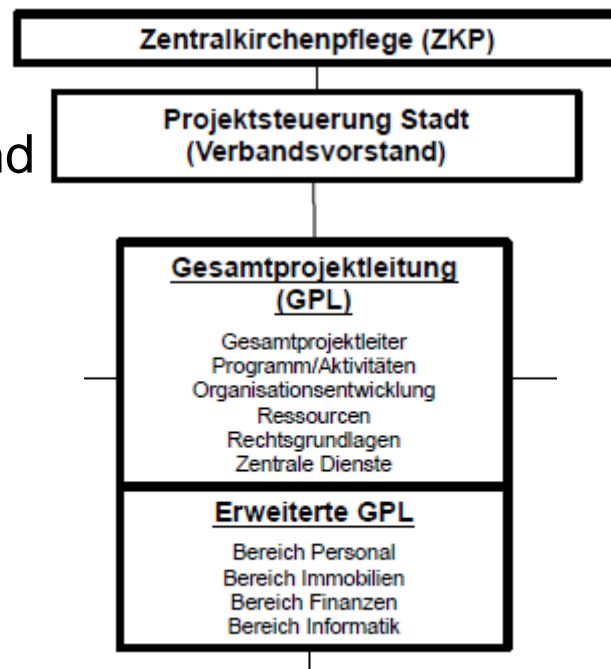 Zentralkirchenpflege (ZKP)
Projektsteuerung Stadt
(Verbandsvorstand)
nd
Gesamtprojektleitung
(GPL)
Gesamtprojektleiter
Programm/Aktivitäten
Organisationsentwicklung
Ressourcen
Rechtsgrundlagen
Zentrale Dienste
Erweiterte GPL
Bereich Personal
Bereich Immobilien
Bereich Finanzen
Bereich Informatik